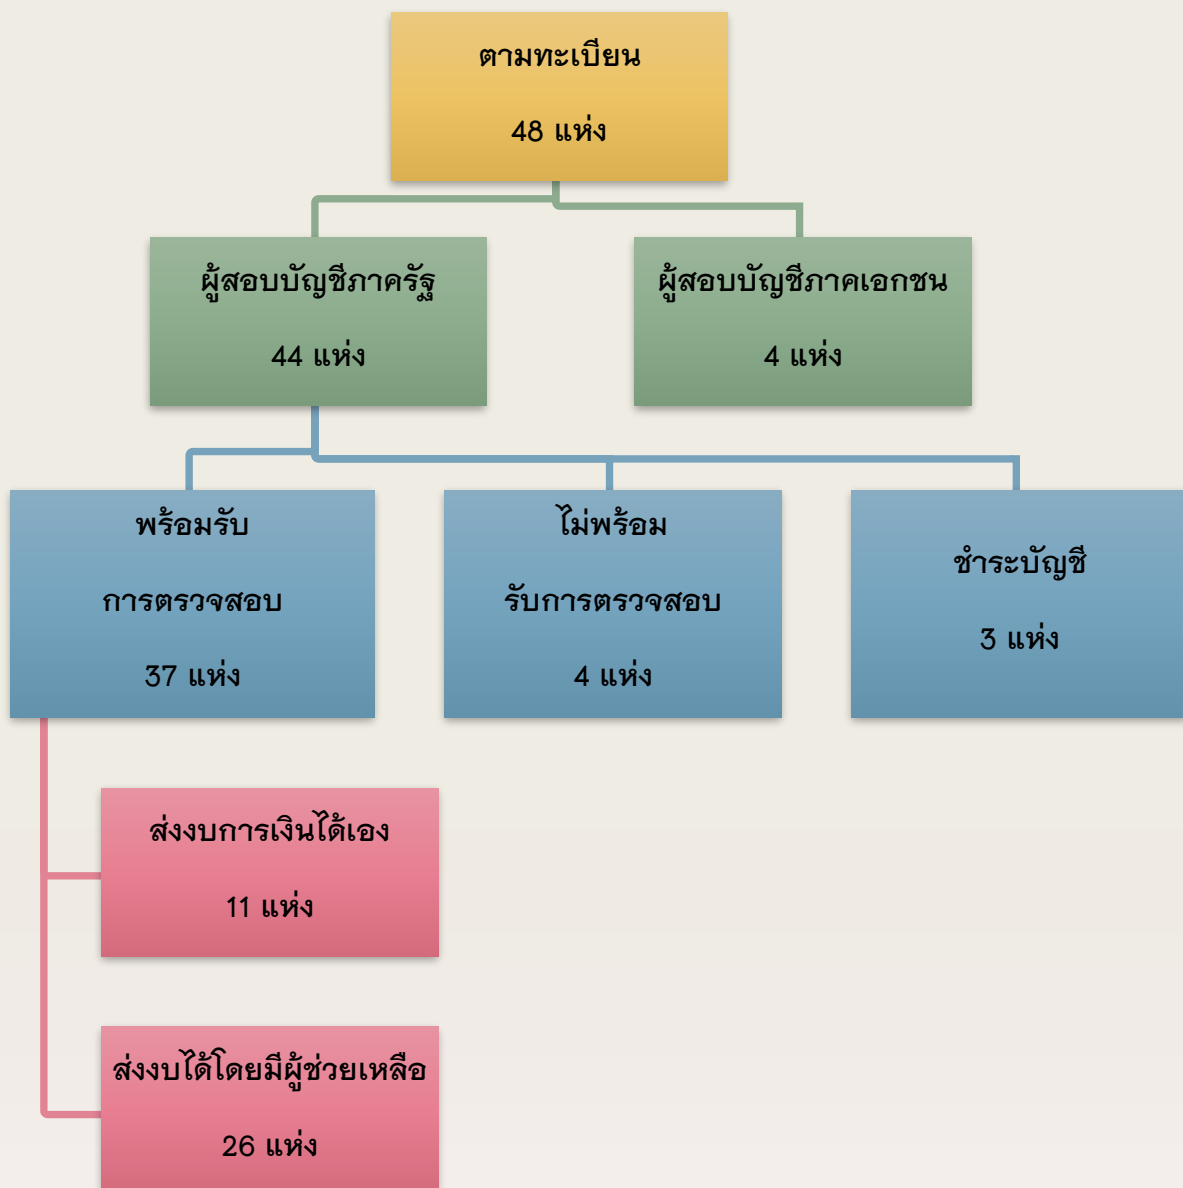 ตามทะเบียน
48 แห่ง
ผู้สอบบัญชีภาครัฐ
44 แห่ง
ผู้สอบบัญชีภาคเอกชน
4 แห่ง
พร้อมรับ
การตรวจสอบ
37 แห่ง
ไม่พร้อม
รับการตรวจสอบ
4 แห่ง
ชำระบัญชี
3 แห่ง
ส่งงบการเงินได้เอง
11 แห่ง
ส่งงบได้โดยมีผู้ช่วยเหลือ
26 แห่ง